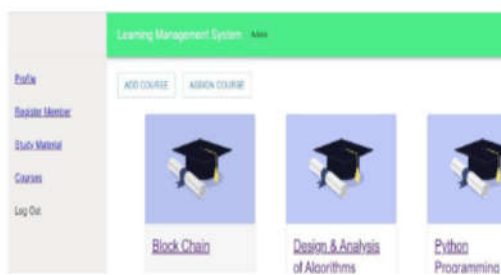 Learning Management System
Profile
ADD COURSE ASSIGN COURSE
Register Member
Study Material
Courses
Log Out
Block Chain
Design & Analysis
of Algorithms
Python
Programming